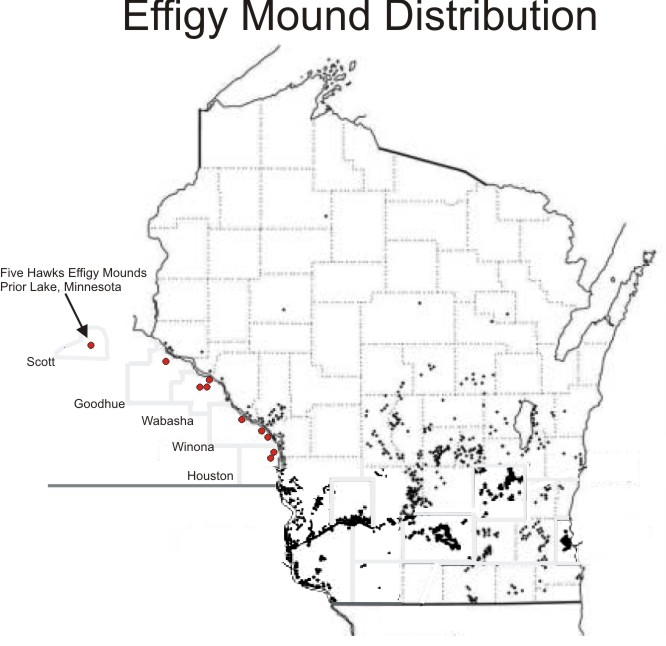 Effigy Mound Distribution
Five Hawks Effigy Mounds
Prior Lake, Minnesota
Scott
Goodhue
Wabasha
Winona
Houston